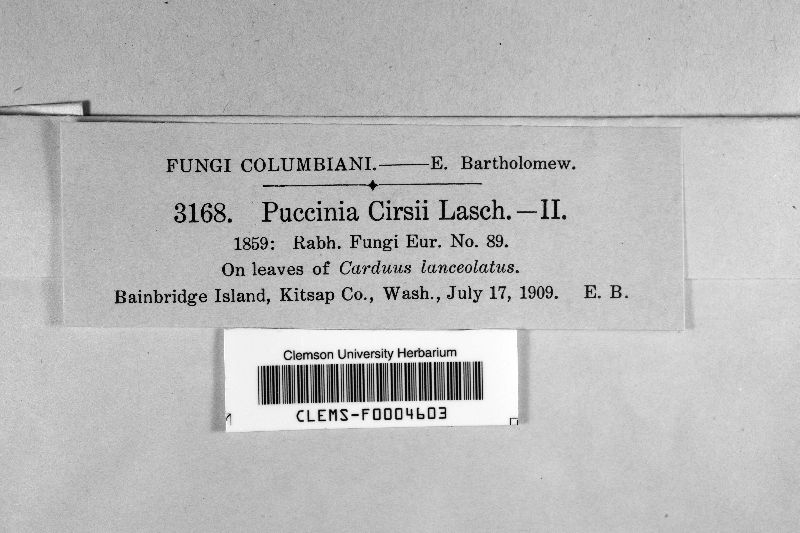 FUNGI COLUMBIANI.——E. Bartholomew.
3168. Puccinia Cirsii Lasch.—II.
1859: Rabh. Fungi Eur. No. 89.
On leaves of Carduus lanceolatus.
Bainbridge Island, Kitsap Co., Wash., July 17, 1909. E. B.
Clemson University Herbarium
CLEMS-F0004603